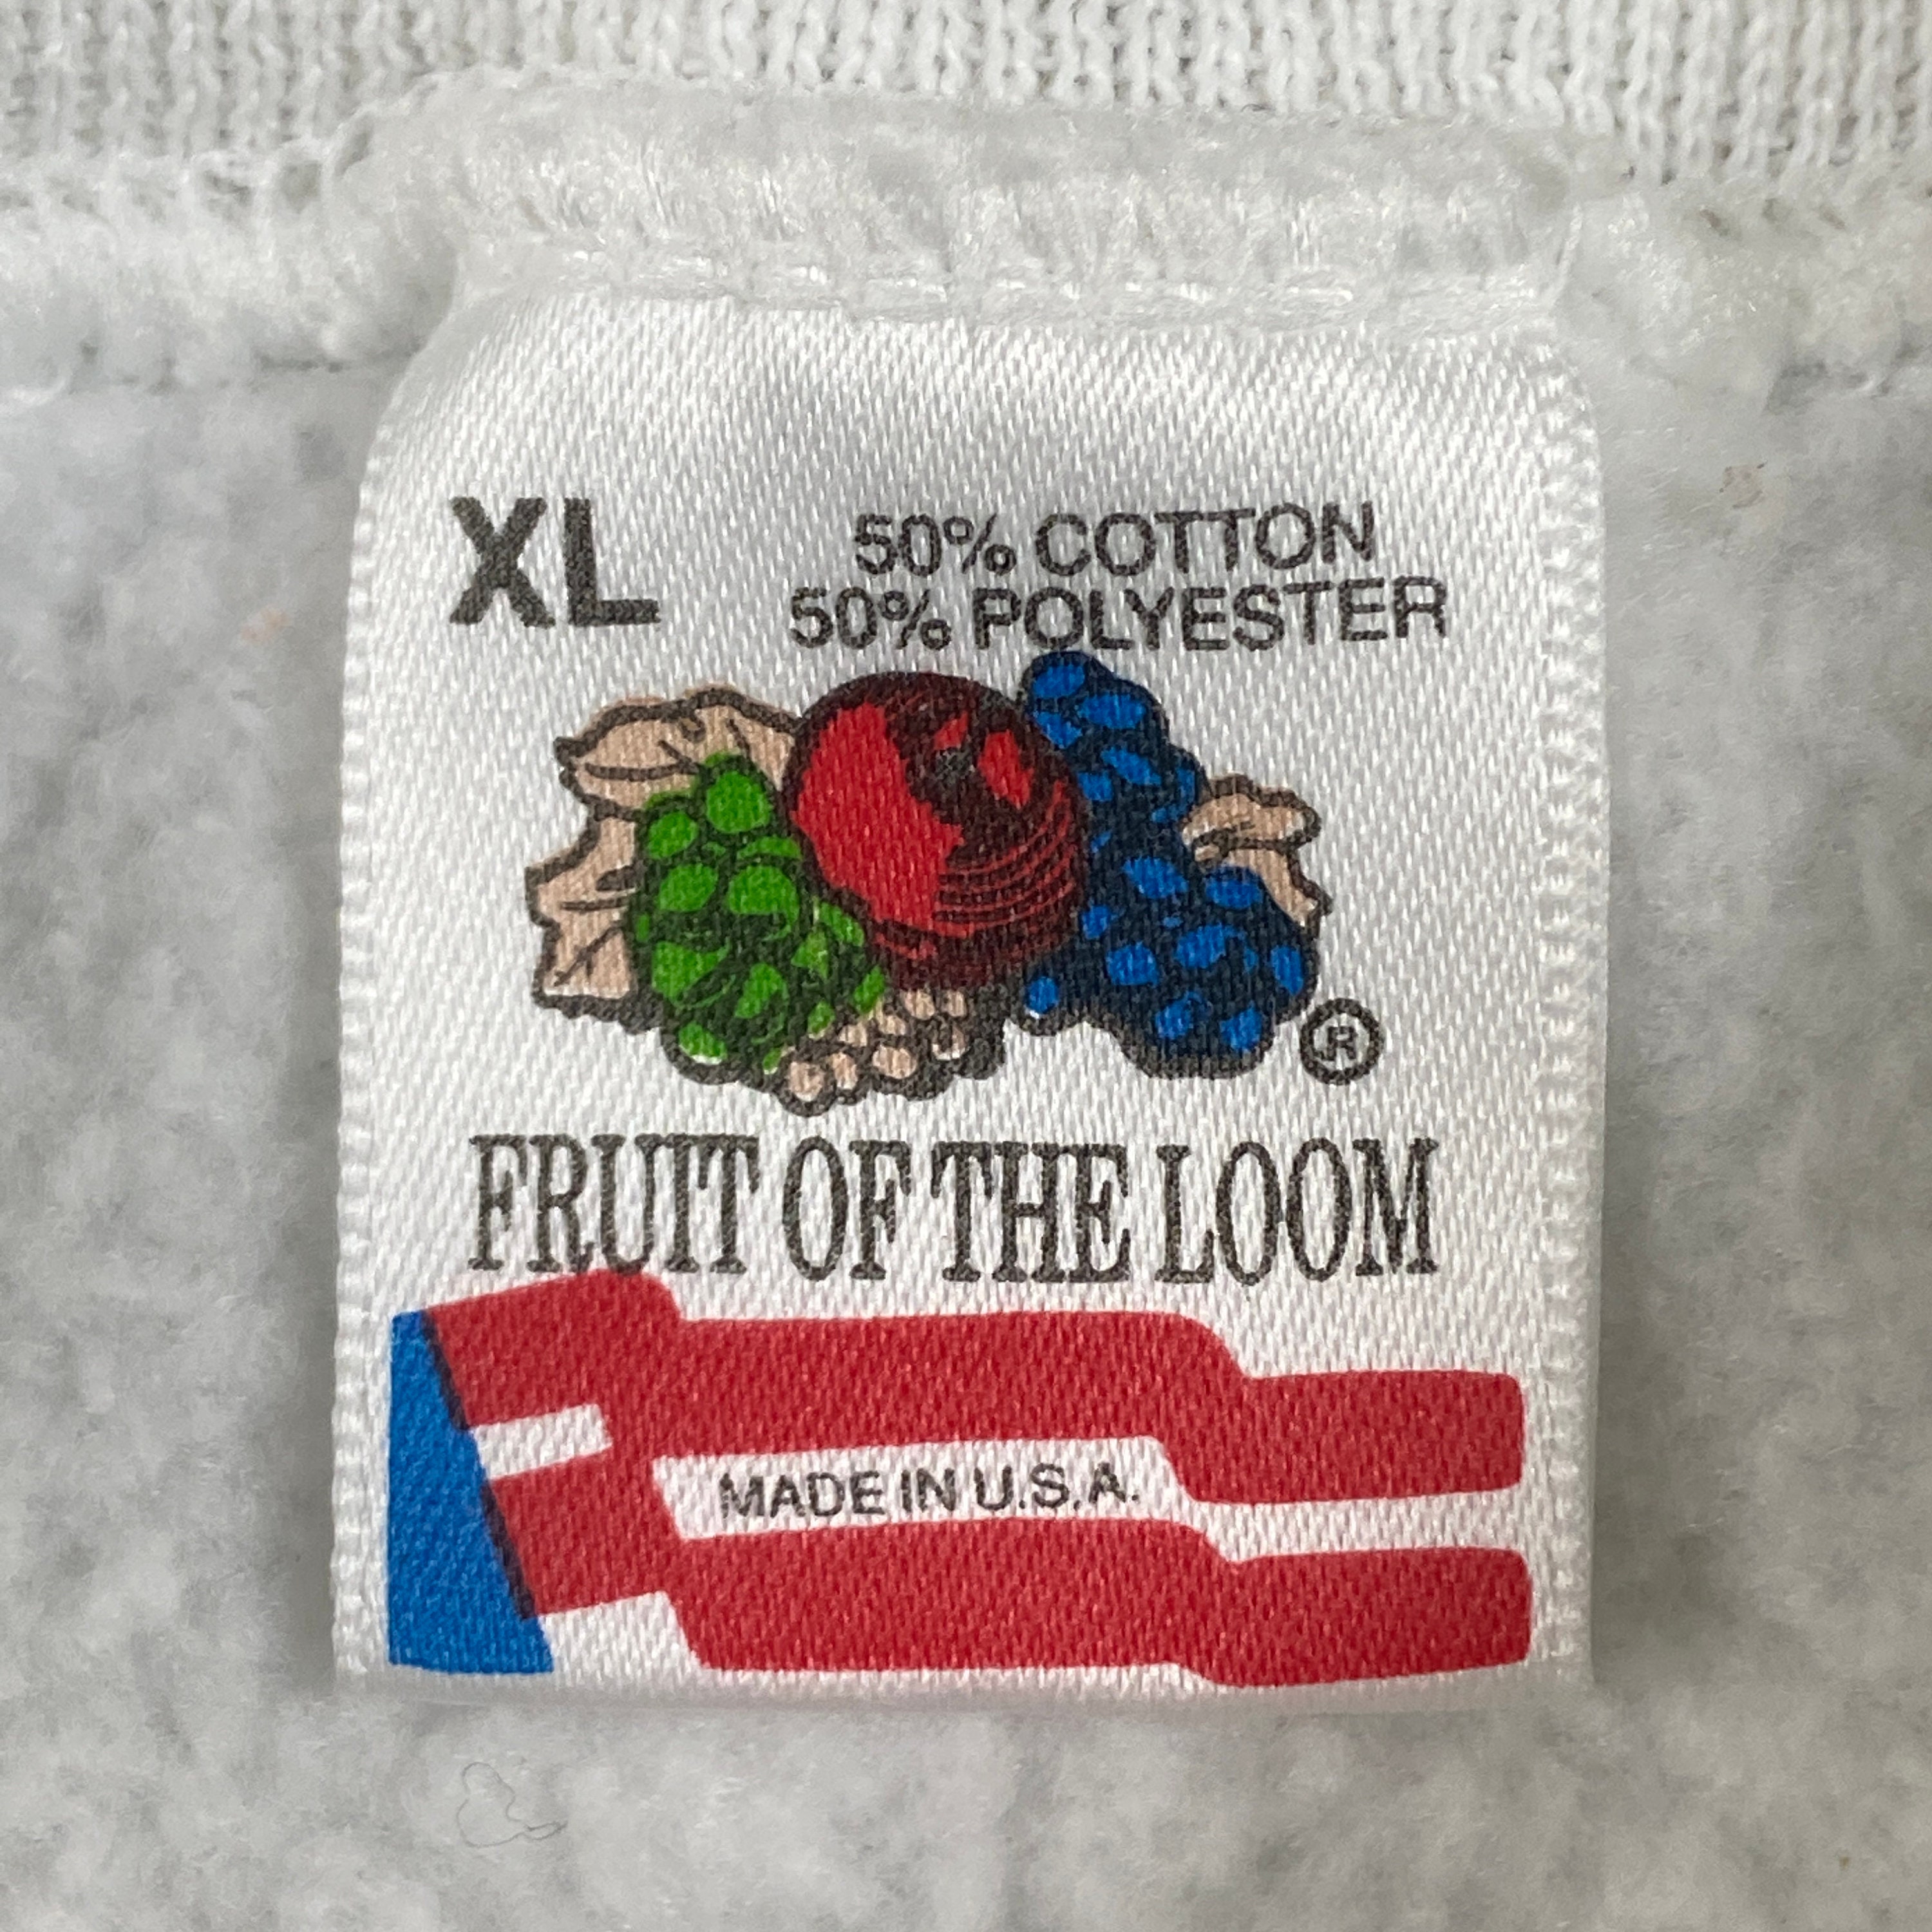 XL
50% COTTON
50% POLYESTER
®
FRUIT OF THE LOOM
MADE IN U.S.A.